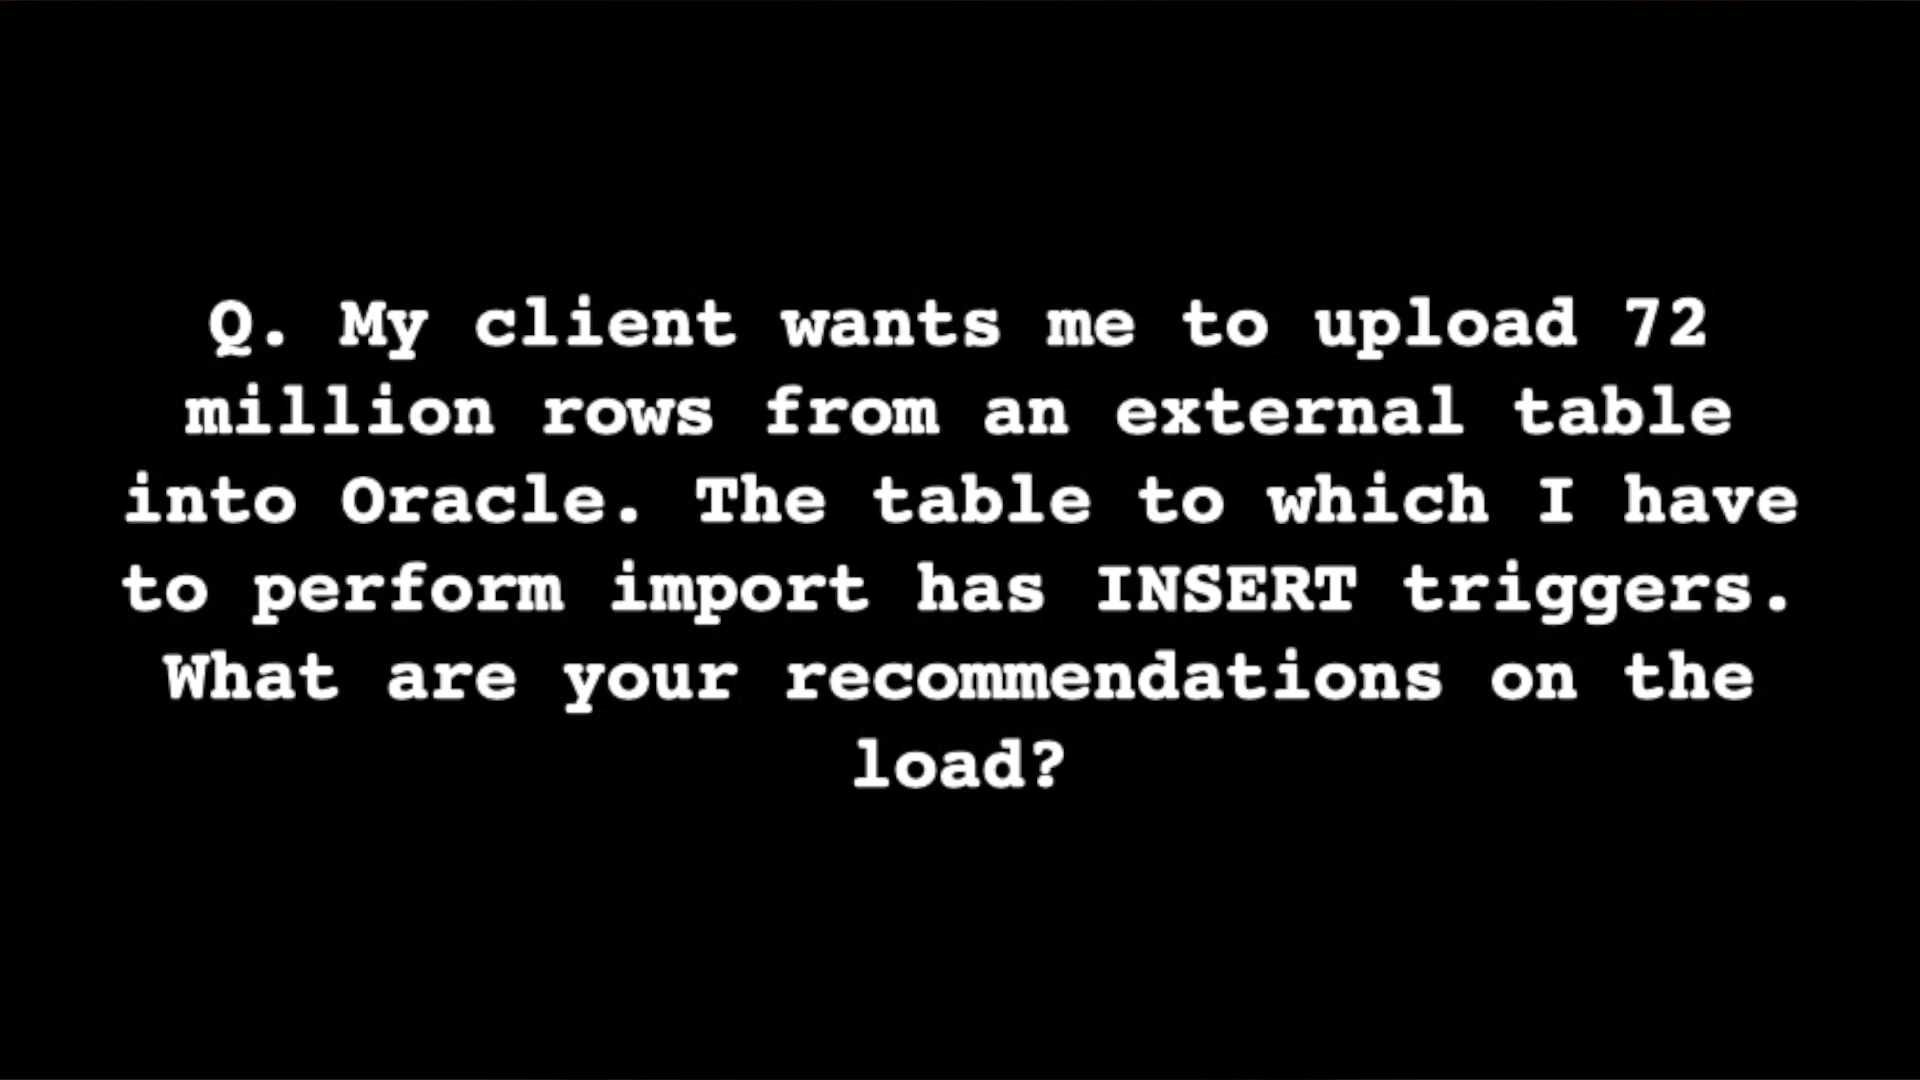 Q. My client wants me to upload 72
million rows from an external table
into Oracle. The table to which I have
to perform import has INSERT triggers.
What are your recommendations on the
load?